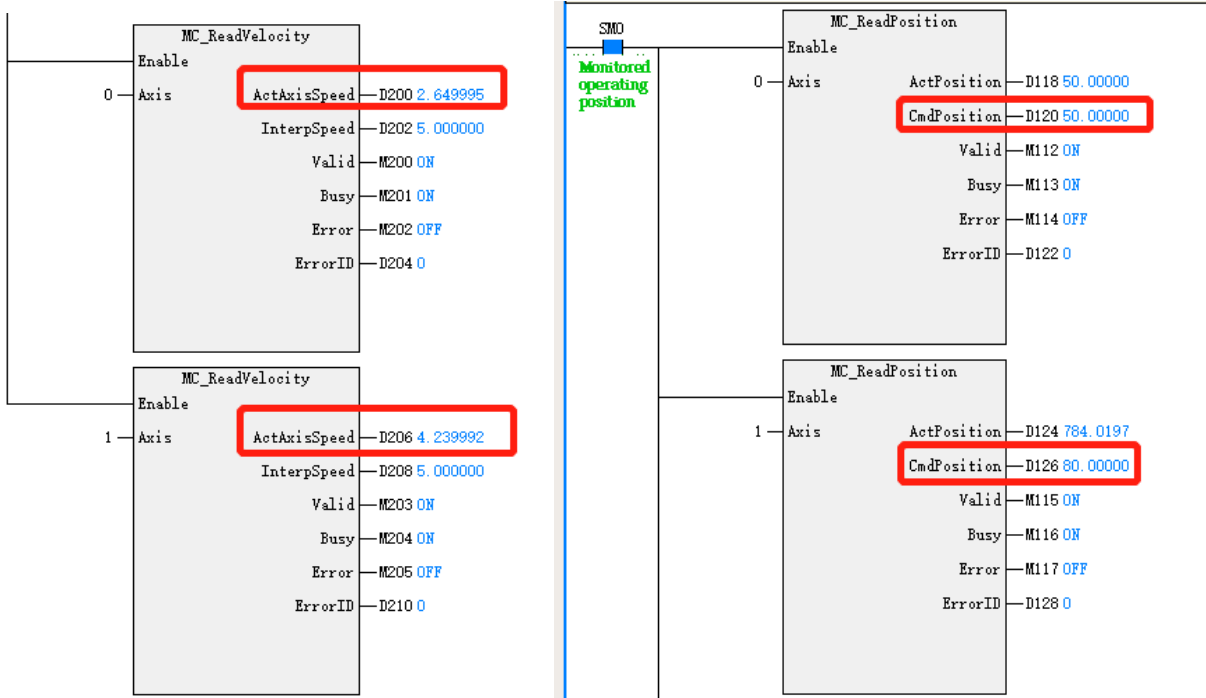 MC_ReadVelocity
Enable
0 Axis ActAxisSpeed D200 2.649995
InterpSpeed D202 5.000000
Valid M200 ON
Busy M201 ON
Error M202 OFF
ErrorID D204 0
MC_ReadVelocity
Enable
1 Axis ActAxisSpeed D206 4.239992
InterpSpeed D208 5.000000
Valid M203 ON
Busy M204 ON
Error M205 OFF
ErrorID D210 0
SM0
Monitored
operating
position
MC_ReadPosition
Enable
0 Axis ActPosition D118 50.00000
CmdPosition D120 50.00000
Valid M112 ON
Busy M113 ON
Error M114 OFF
ErrorID D122 0
MC_ReadPosition
Enable
1 Axis ActPosition D124 784.0197
CmdPosition D126 80.00000
Valid M115 ON
Busy M116 ON
Error M117 OFF
ErrorID D128 0